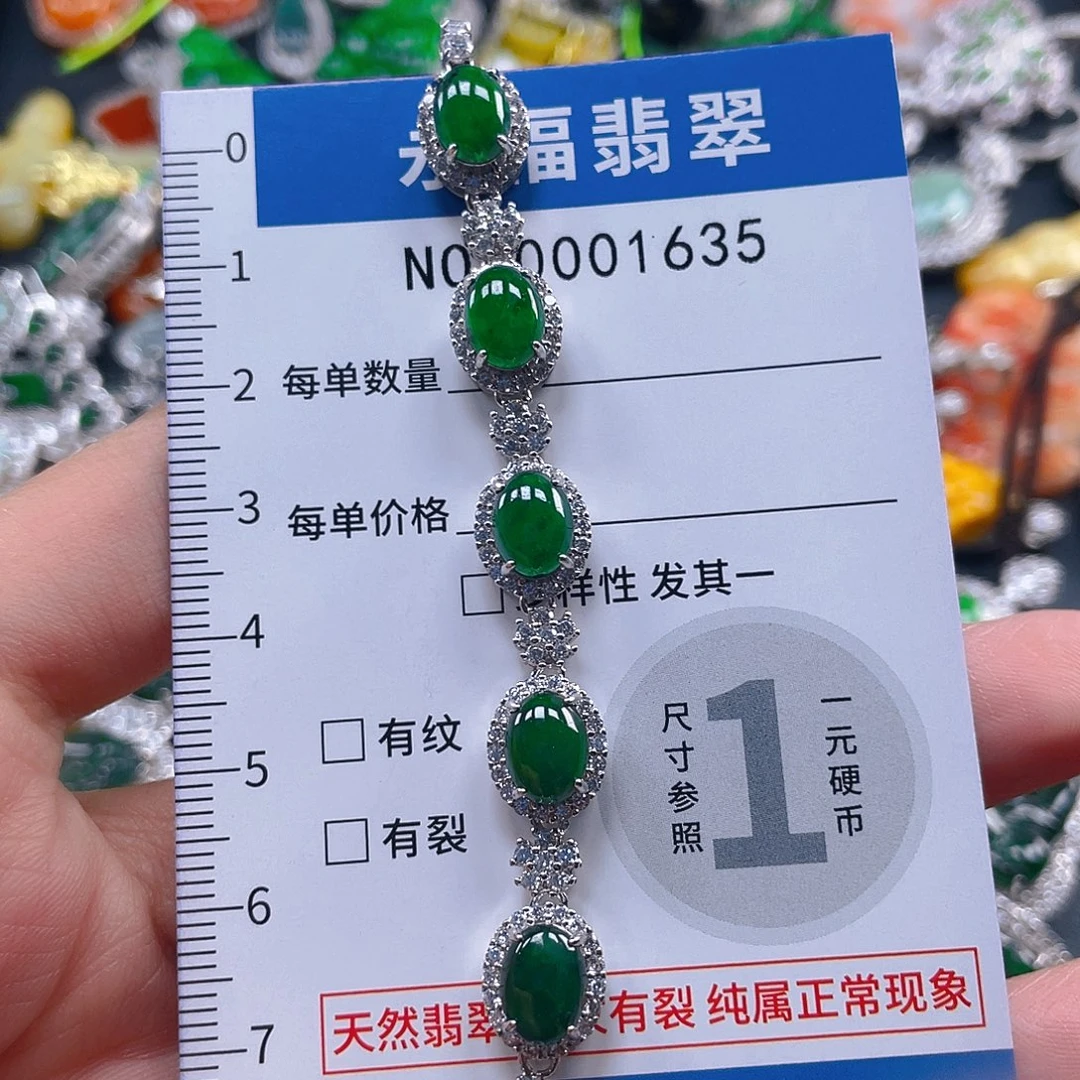 0
福翡翠
1
NO 0001635
2
每单数量
3
每单价格
样性 发其一
4
5
有纹
尺寸参照
1
一元硬币
有裂
6
天然翡翠 有裂 纯属正常现象
7